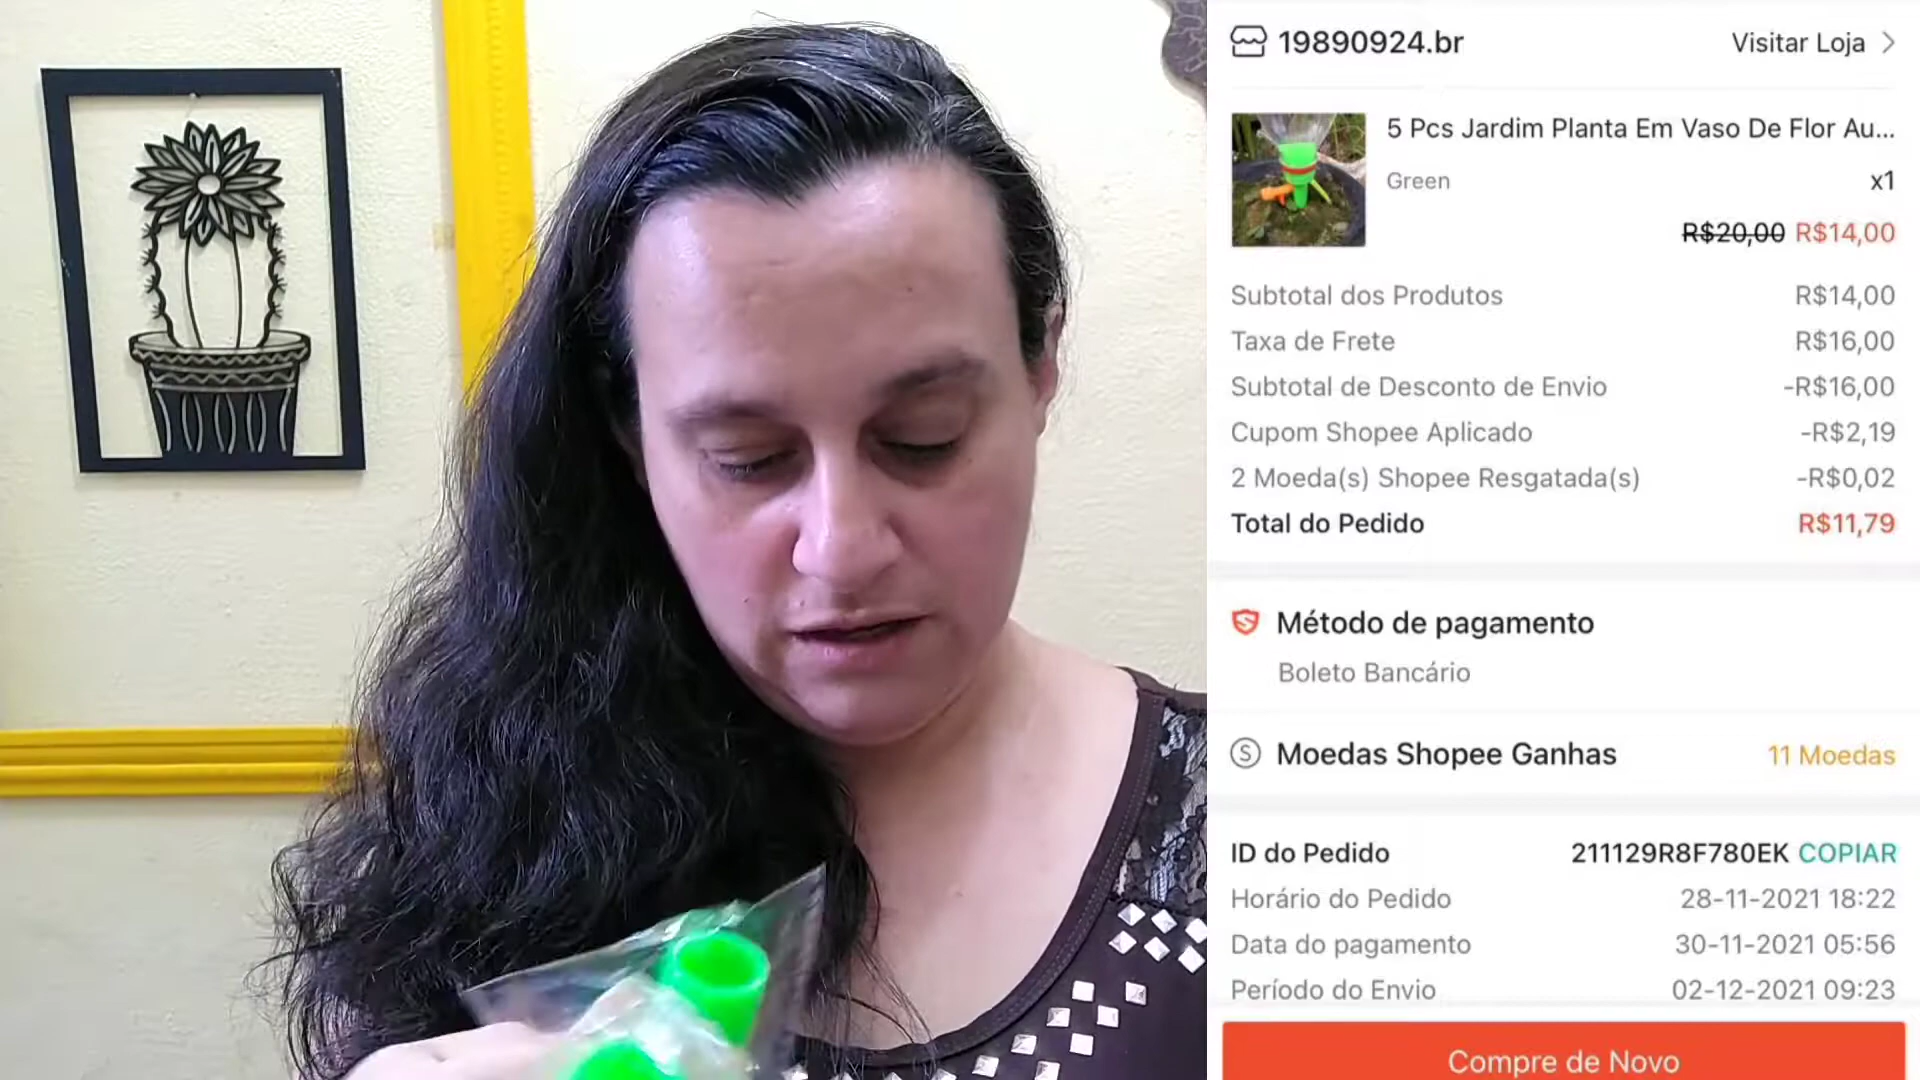 19890924.br Visitar Loja
5 Pcs Jardim Planta Em Vaso De Flor Au...
Green x1
R$20,00 R$14,00
Subtotal dos Produtos R$14,00
Taxa de Frete R$16,00
Subtotal de Desconto de Envio -R$16,00
Cupom Shopee Aplicado -R$2,19
2 Moeda(s) Shopee Resgatada(s) -R$0,02
Total do Pedido R$11,79
Método de pagamento
Boleto Bancário
Moedas Shopee Ganhas 11 Moedas
ID do Pedido 211129R8F780EK COPIAR
Horário do Pedido 28-11-2021 18:22
Data do pagamento 30-11-2021 05:56
Período do Envio 02-12-2021 09:23
Compre de Novo